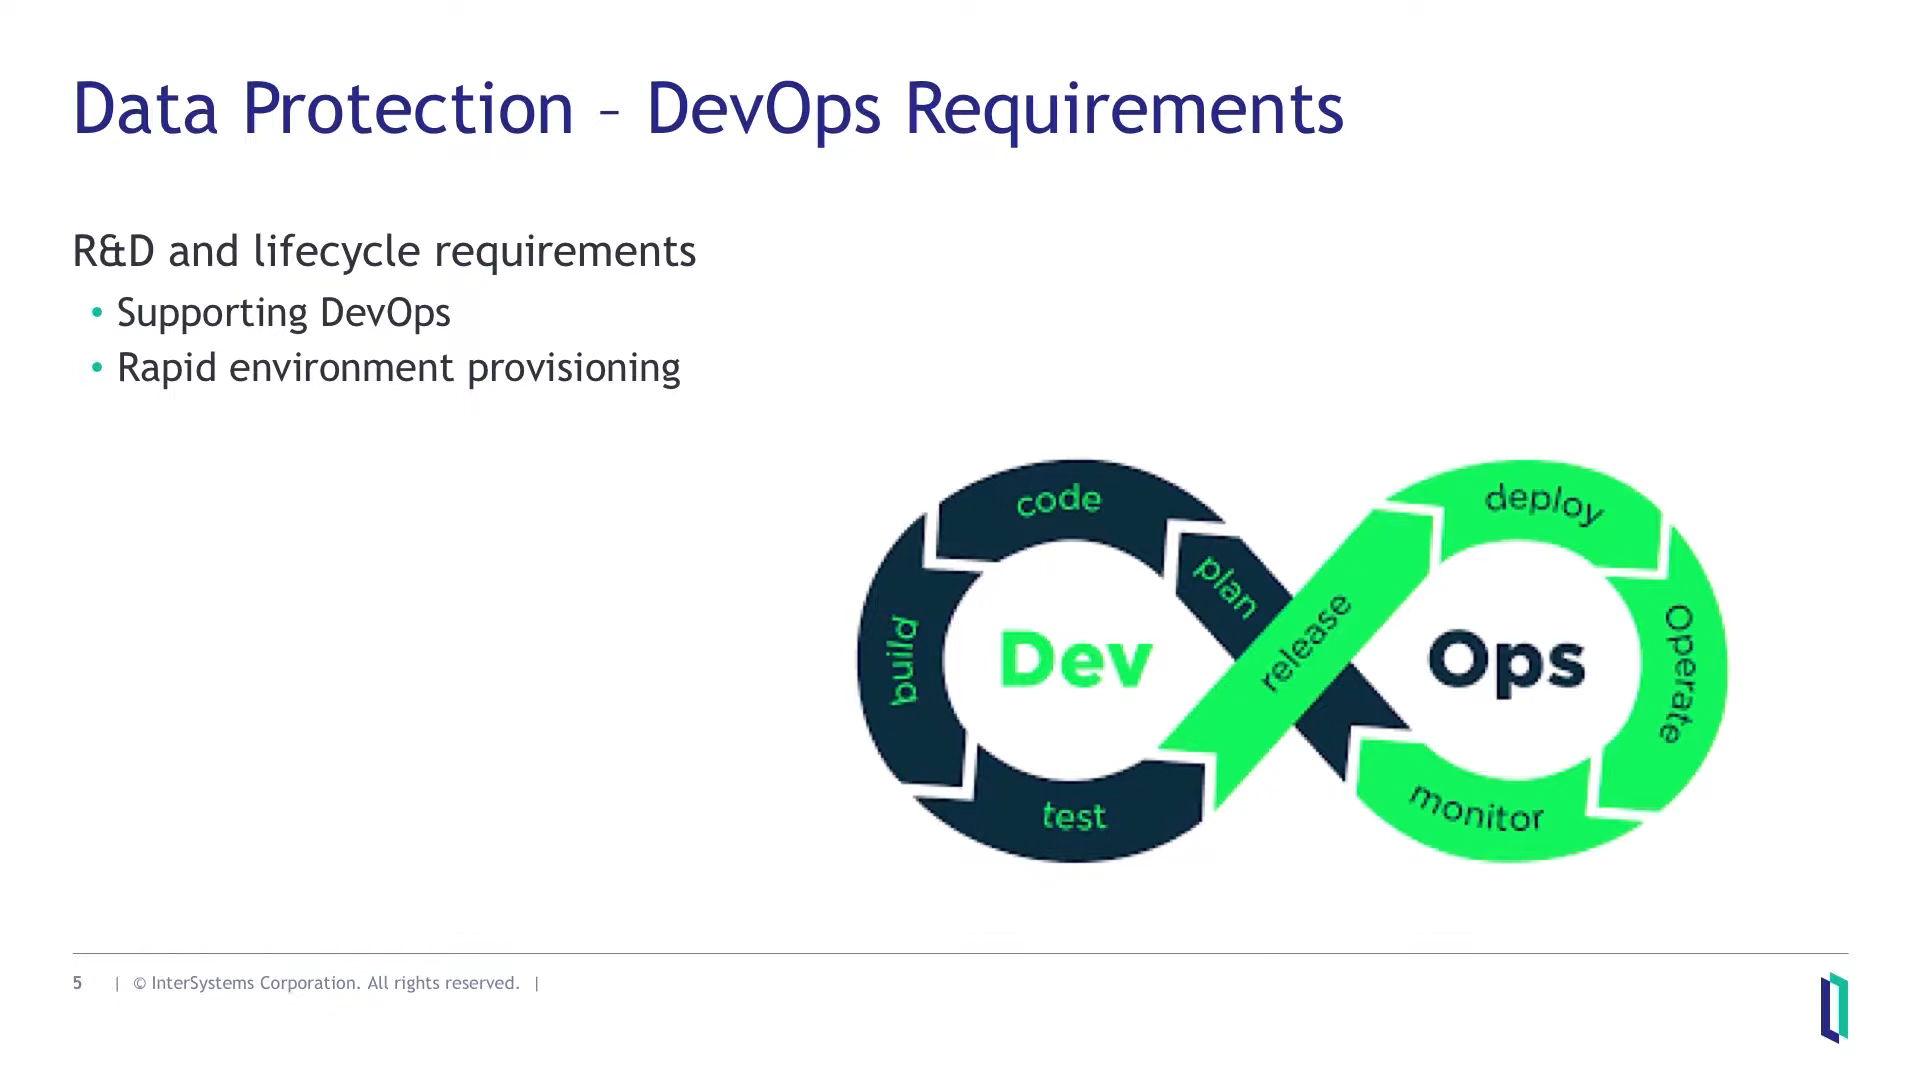 Data Protection – DevOps Requirements
R&D and lifecycle requirements
• Supporting DevOps
• Rapid environment provisioning
code
plan
build
Dev
test
release
deploy
Ops
Operate
monitor
5 | © InterSystems Corporation. All rights reserved. |